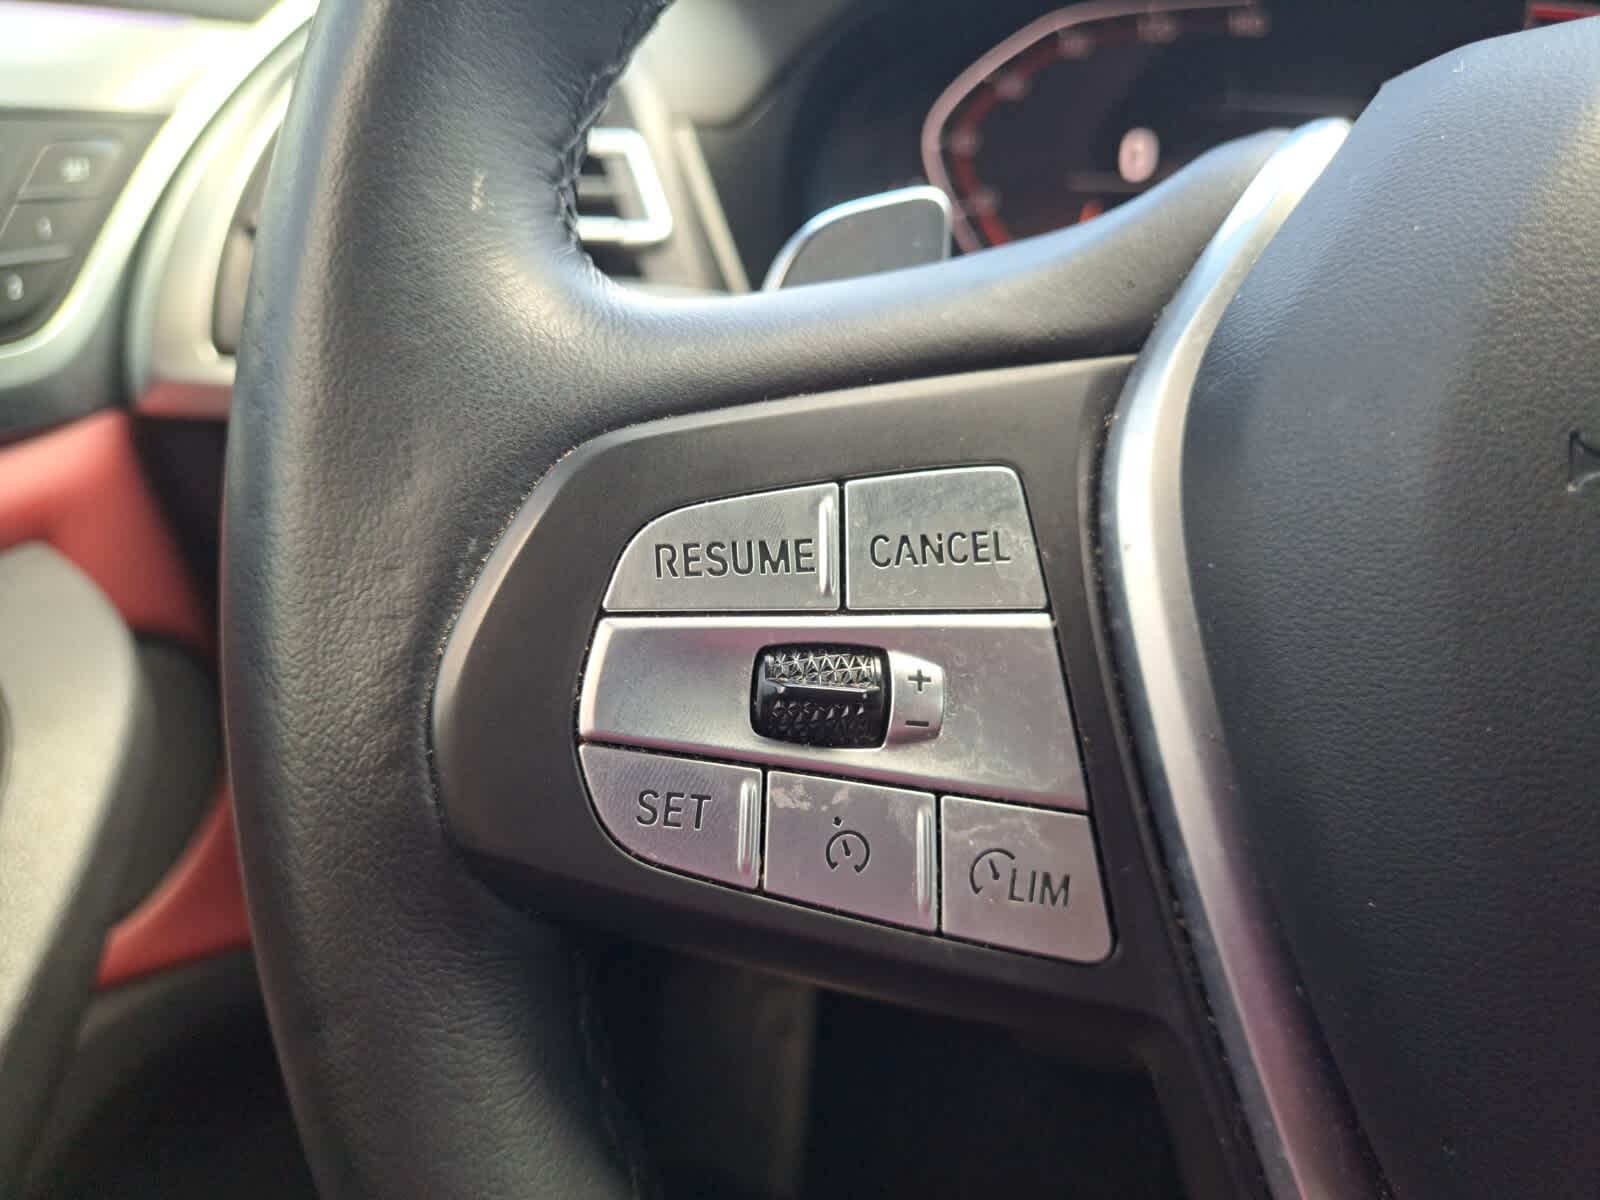 RESUME CANCEL
+
−
SET LIM